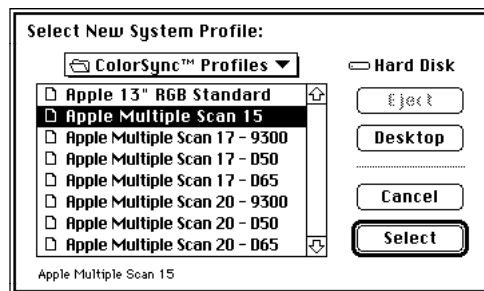 Select New System Profile:
ColorSync™ Profiles
Hard Disk
Apple 13" RGB Standard
Apple Multiple Scan 15
Apple Multiple Scan 17 - 9300
Apple Multiple Scan 17 - D50
Apple Multiple Scan 17 - D65
Apple Multiple Scan 20 - 9300
Apple Multiple Scan 20 - D50
Apple Multiple Scan 20 - D65
Eject
Desktop
Cancel
Select
Apple Multiple Scan 15